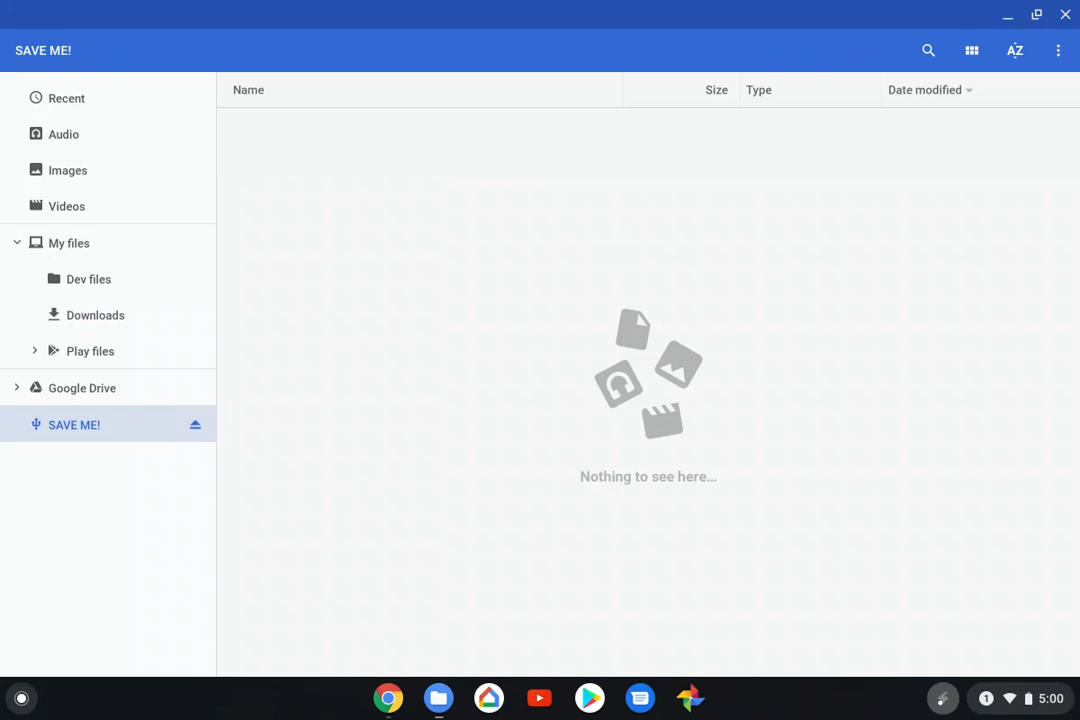 SAVE ME!
AZ
Recent
Audio
Images
Videos
My files
Dev files
Downloads
Play files
Google Drive
SAVE ME!
Name Size Type Date modified
Nothing to see here...
1 5:00